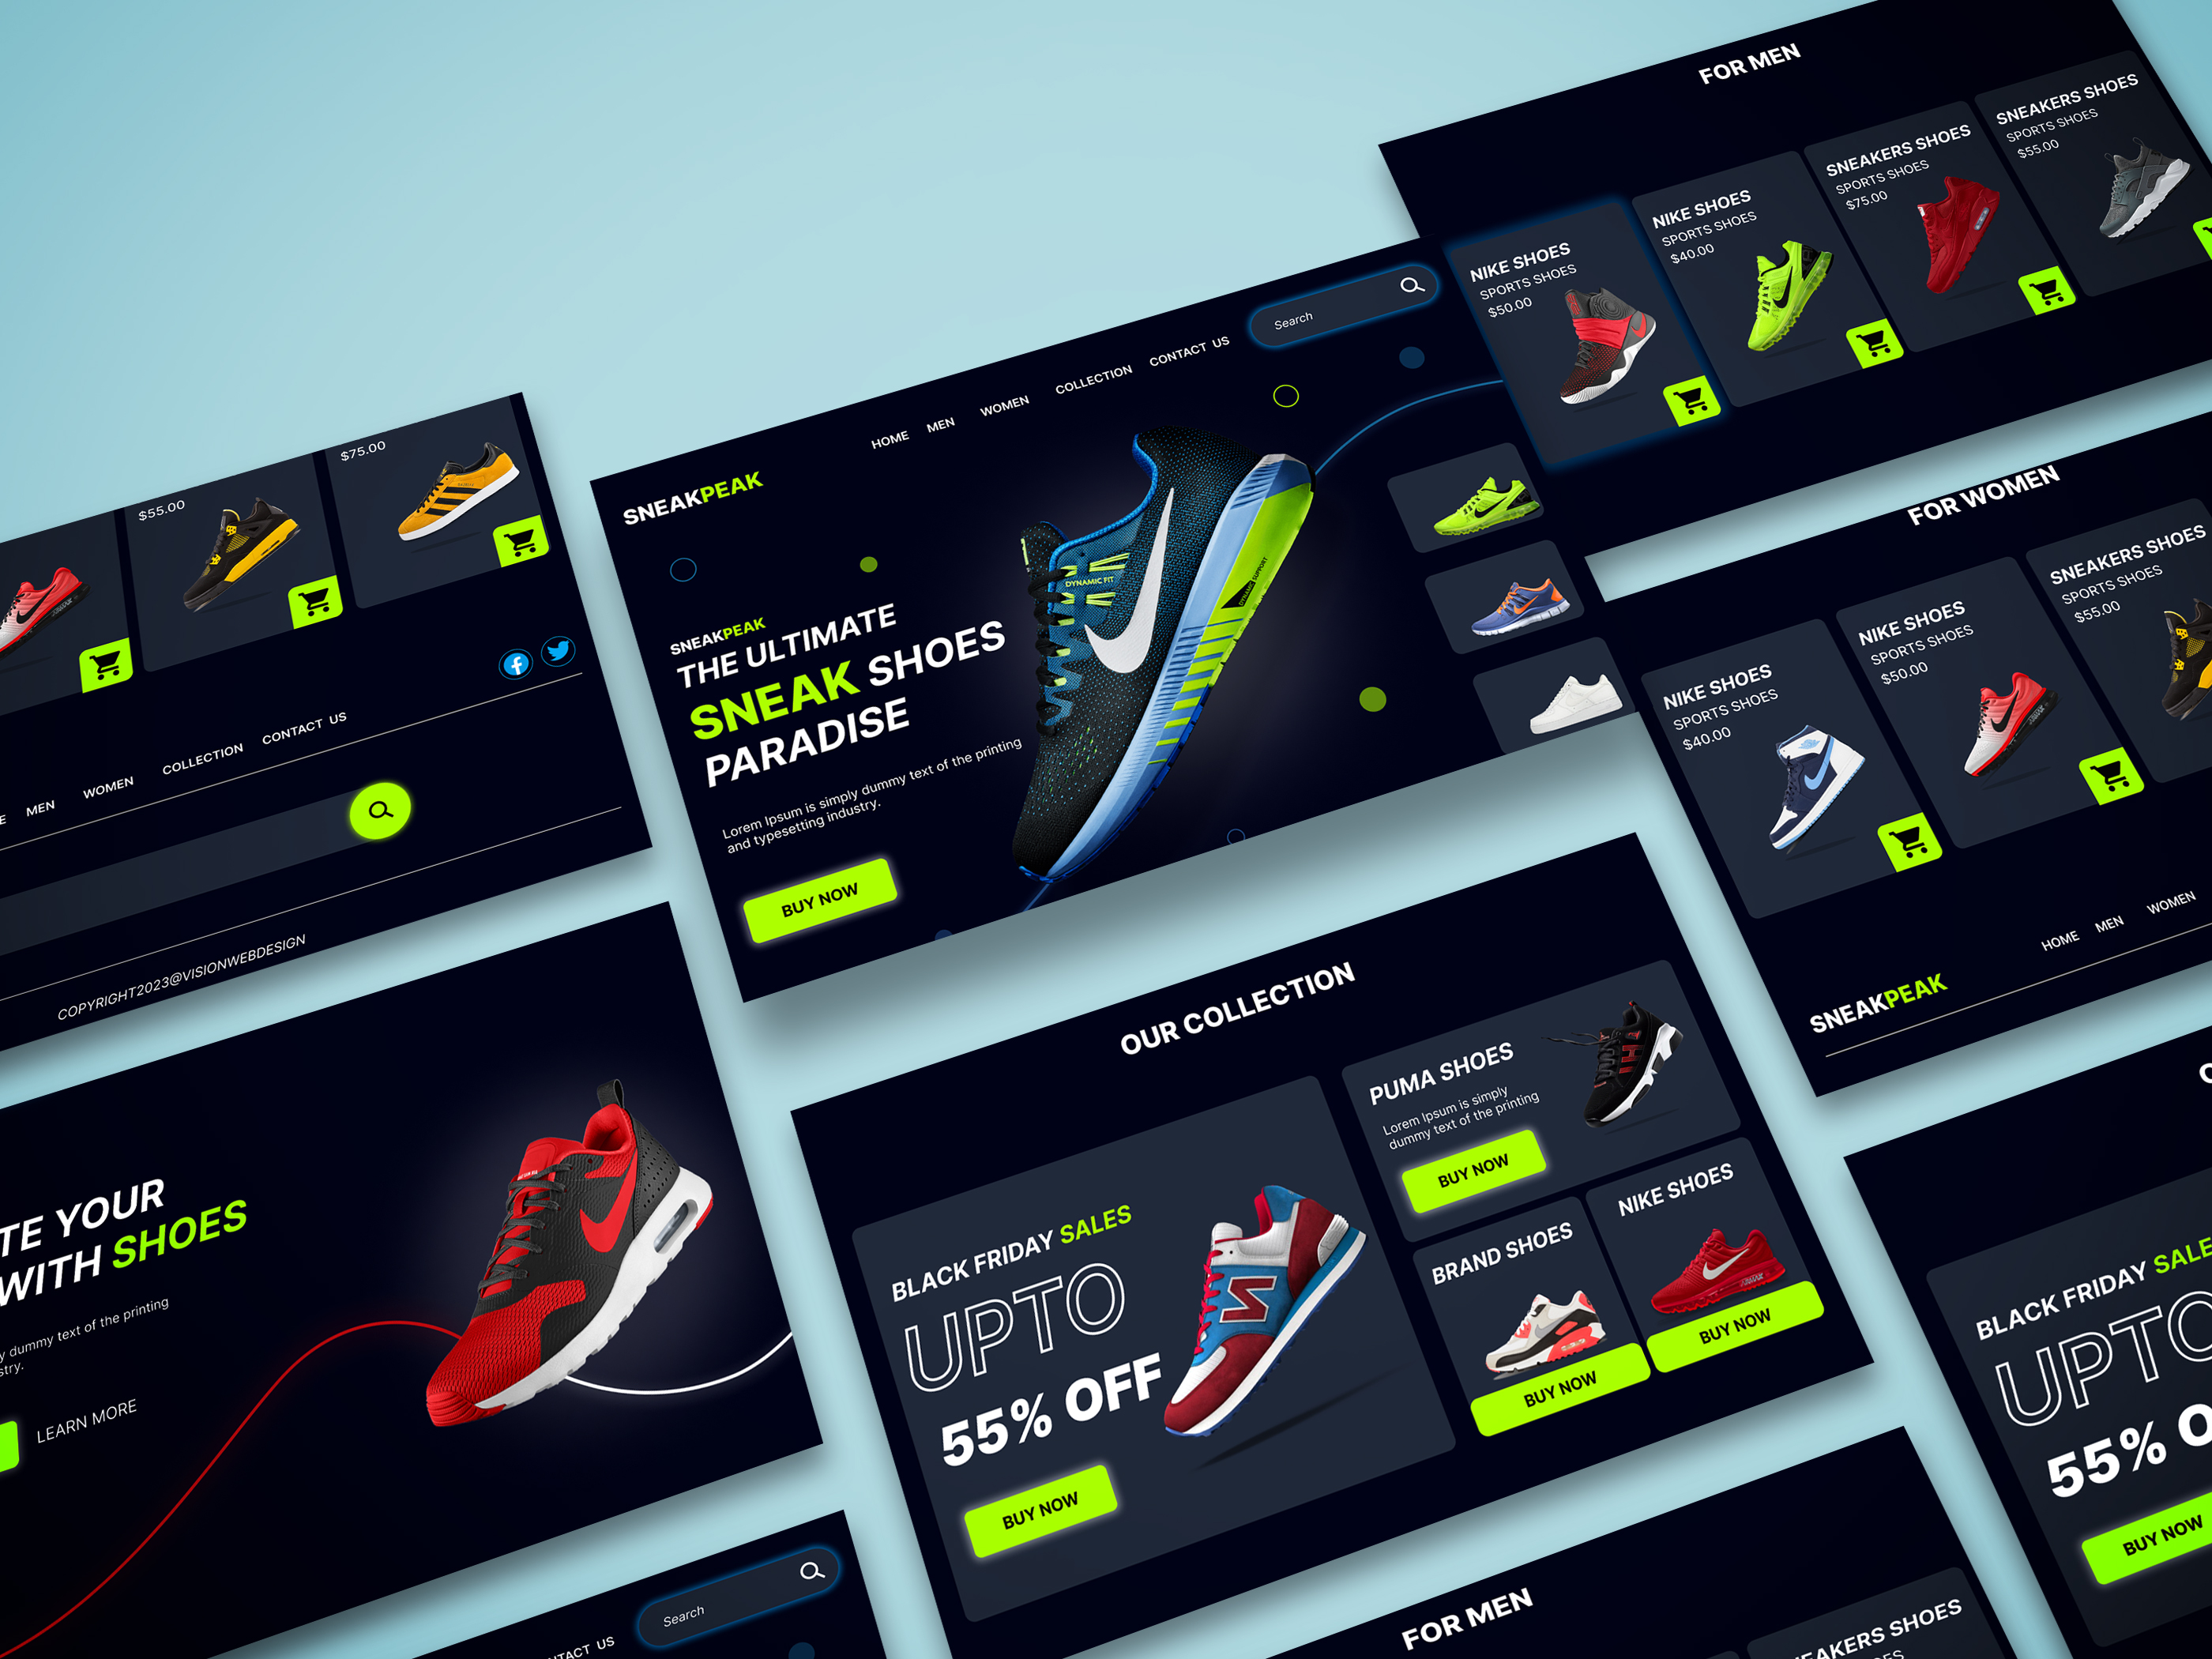 FOR MEN
NIKE SHOES
SPORTS SHOES
$50.00
NIKE SHOES
SPORTS SHOES
$40.00
SNEAKERS SHOES
SPORTS SHOES
$75.00
SNEAKERS SHOES
SPORTS SHOES
$55.00
$55.00
$75.00
MEN WOMEN COLLECTION CONTACT US
COPYRIGHT2023@VISIONWEBDESIGN
SNEAKPEAK
HOME MEN WOMEN COLLECTION CONTACT US
Search
SNEAKPEAK
THE ULTIMATE
SNEAK SHOES
PARADISE
Lorem Ipsum is simply dummy text of the printing
and typesetting industry.
BUY NOW
DYNAMIC FIT
DYNAMIC SUPPORT
FOR WOMEN
NIKE SHOES
SPORTS SHOES
$40.00
NIKE SHOES
SPORTS SHOES
$50.00
SNEAKERS SHOES
SPORTS SHOES
$55.00
HOME MEN WOMEN
SNEAKPEAK
YOUR
WITH SHOES
dummy text of the printing
LEARN MORE
OUR COLLECTION
BLACK FRIDAY SALES
UPTO
55% OFF
BUY NOW
PUMA SHOES
Lorem Ipsum is simply
dummy text of the printing
BUY NOW
BRAND SHOES
BUY NOW
NIKE SHOES
BUY NOW
BLACK FRIDAY SALE
UPTO
55% O
BUY NOW
US
Search
FOR MEN
SHOES